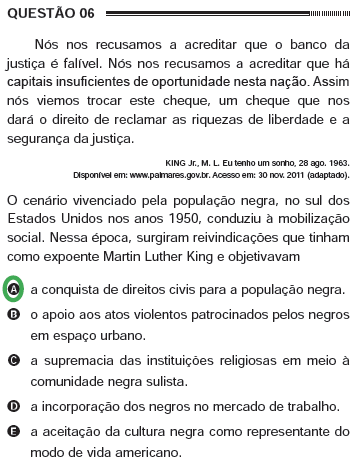 QUESTÃO 06
Nós nos recusamos a acreditar que o banco da
justiça é falível. Nós nos recusamos a acreditar que há
capitais insuficientes de oportunidade nesta nação. Assim
nós viemos trocar este cheque, um cheque que nos
dará o direito de reclamar as riquezas de liberdade e a
segurança da justiça.
KING Jr., M. L. Eu tenho um sonho, 28 ago. 1963.
Disponível em: www.palmares.gov.br. Acesso em: 30 nov. 2011 (adaptado).
O cenário vivenciado pela população negra, no sul dos
Estados Unidos nos anos 1950, conduziu à mobilização
social. Nessa época, surgiram reivindicações que tinham
como expoente Martin Luther King e objetivavam
A a conquista de direitos civis para a população negra.
B o apoio aos atos violentos patrocinados pelos negros
em espaço urbano.
C a supremacia das instituições religiosas em meio à
comunidade negra sulista.
D a incorporação dos negros no mercado de trabalho.
E a aceitação da cultura negra como representante do
modo de vida americano.